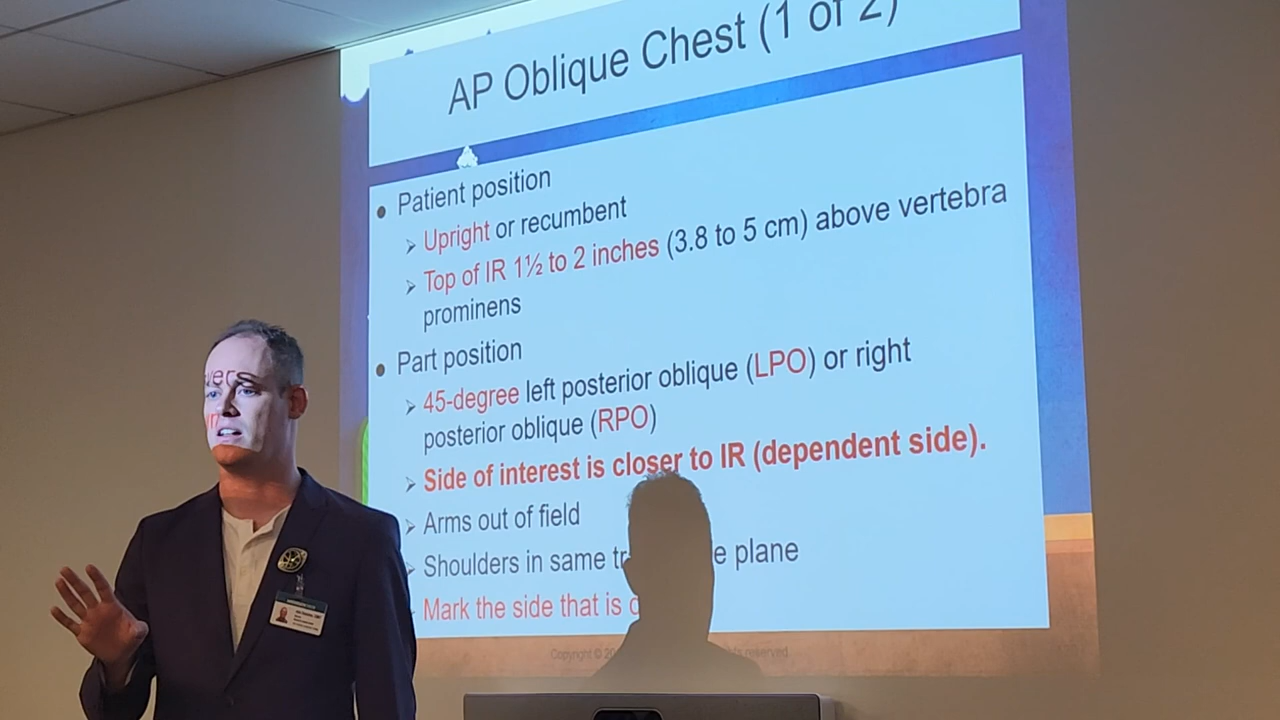 AP Oblique Chest (1 of 2)
Patient position
Upright or recumbent
Top of IR 1½ to 2 inches (3.8 to 5 cm) above vertebra
prominens
Part position
45-degree left posterior oblique (LPO) or right
posterior oblique (RPO)
Side of interest is closer to IR (dependent side).
Arms out of field
Shoulders in same plane
Mark the side that is
Copyright © reserved